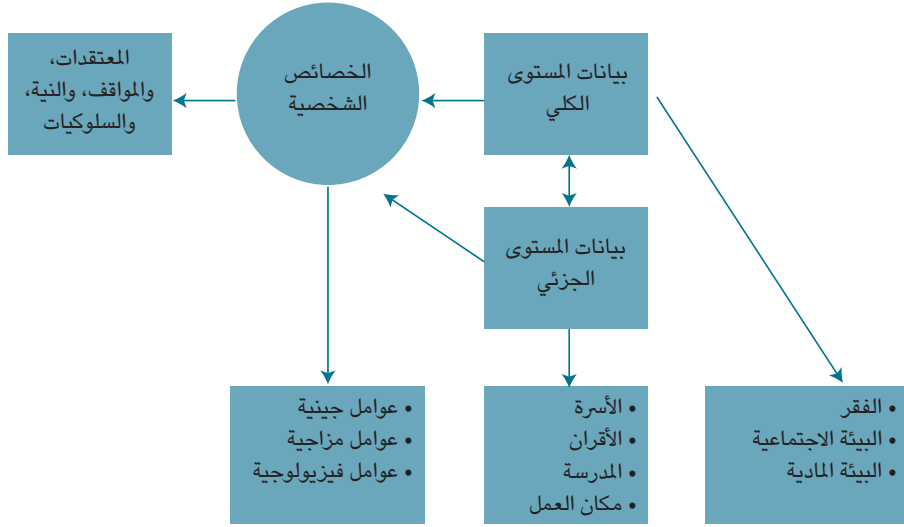 بيانات المستوى
الكلي
الخصائص
الشخصية
المعتقدات،
والمواقف، والنية،
والسلوكيات
بيانات المستوى
الجزئي
• الفقر
• البيئة الاجتماعية
• البيئة المادية
• الأسرة
• الأقران
• المدرسة
• مكان العمل
• عوامل جينية
• عوامل مزاجية
• عوامل فيزيولوجية